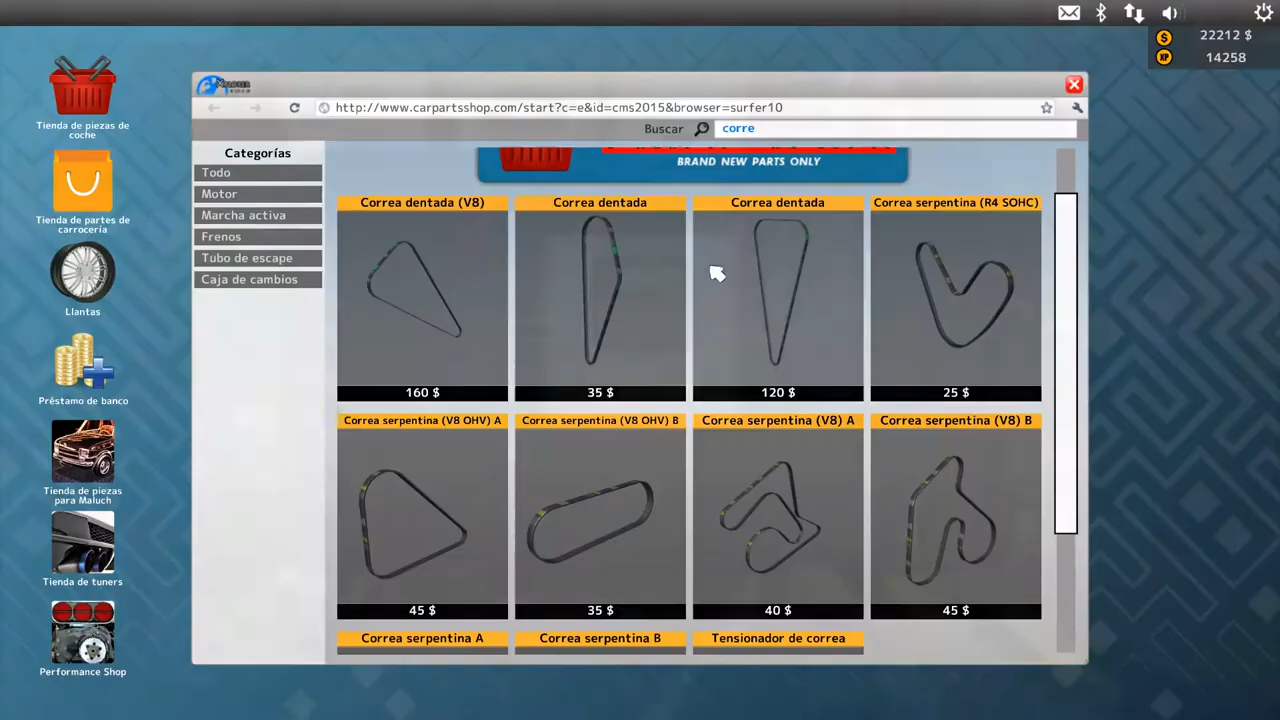 22212 $
14258
http://www.carpartsshop.com/start?c=e&id=cms2015&browser=surfer10
Buscar
corre
Tienda de piezas de
coche
Tienda de partes de
carrocería
Llantas
Préstamo de banco
Tienda de piezas
para Maluch
Tienda de tuners
Performance Shop
Categorías
Todo
Motor
Marcha activa
Frenos
Tubo de escape
Caja de cambios
BRAND NEW PARTS ONLY
Correa dentada (V8)
Correa dentada
Correa dentada
Correa serpentina (R4 SOHC)
160 $
35 $
120 $
25 $
Correa serpentina (V8 OHV) A
Correa serpentina (V8 OHV) B
Correa serpentina (V8) A
Correa serpentina (V8) B
45 $
35 $
40 $
45 $
Correa serpentina A
Correa serpentina B
Tensionador de correa